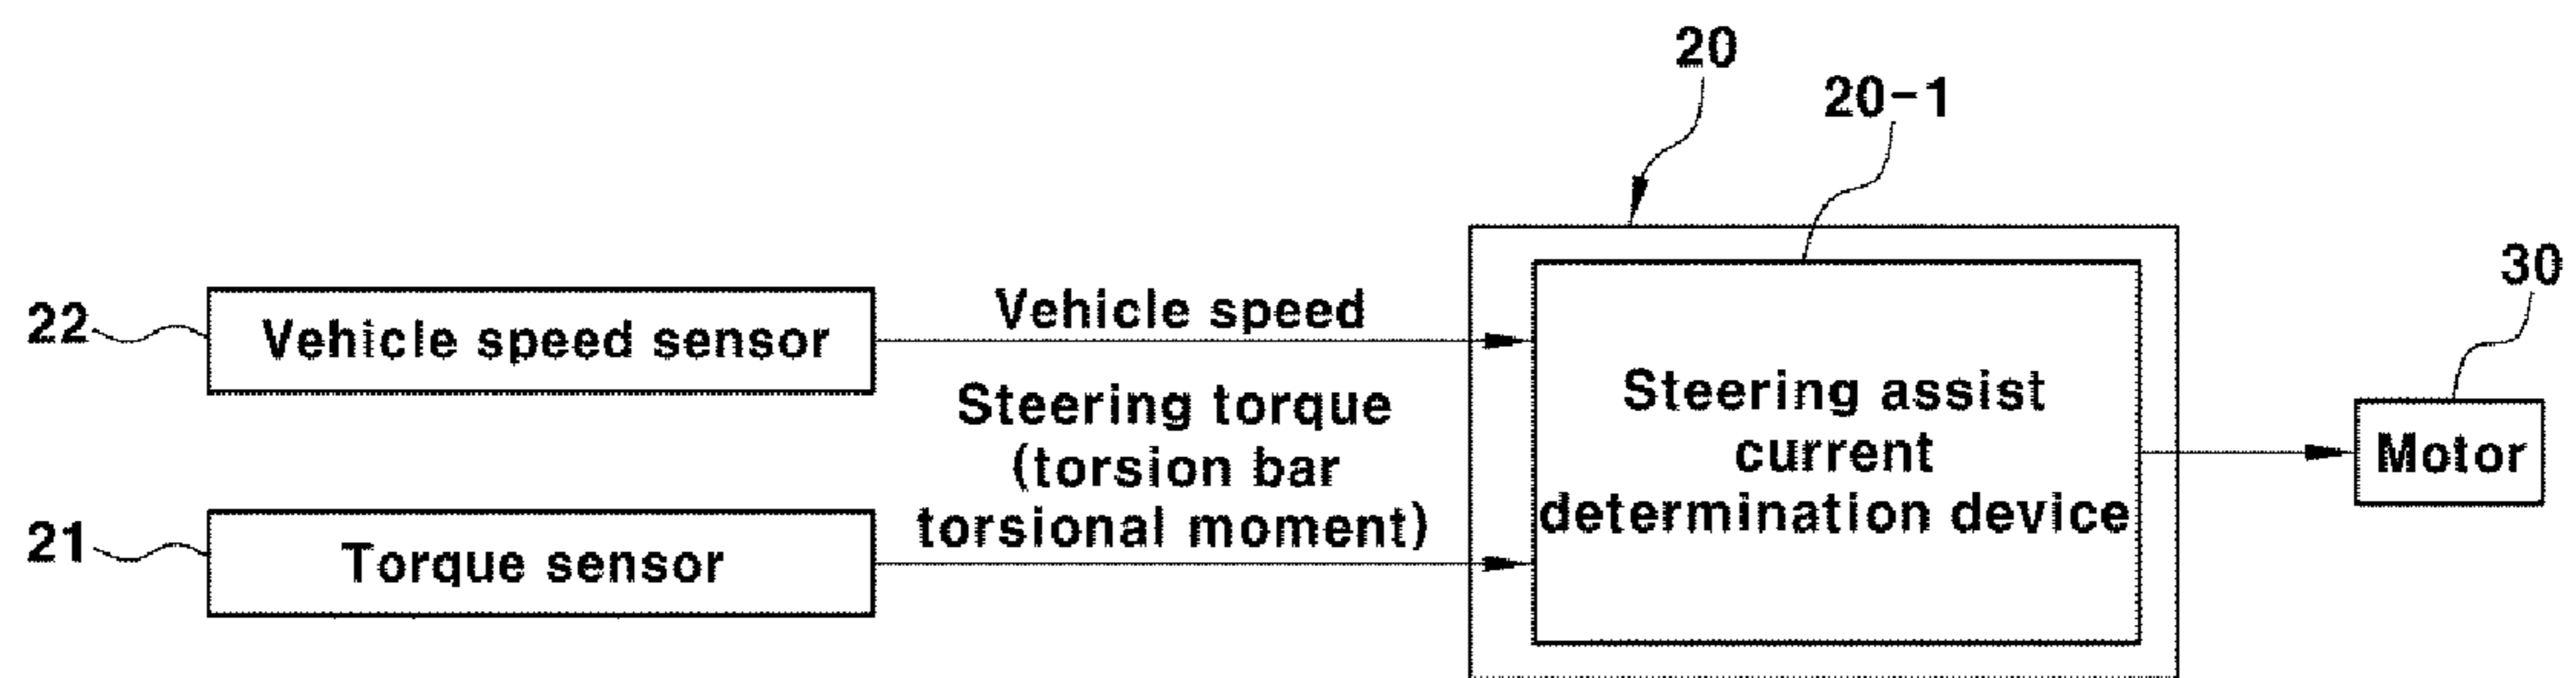 20
20-1
30
22
Vehicle speed sensor
Vehicle speed
Steering torque
(torsion bar
torsional moment)
21
Torque sensor
Steering assist
current
determination device
Motor